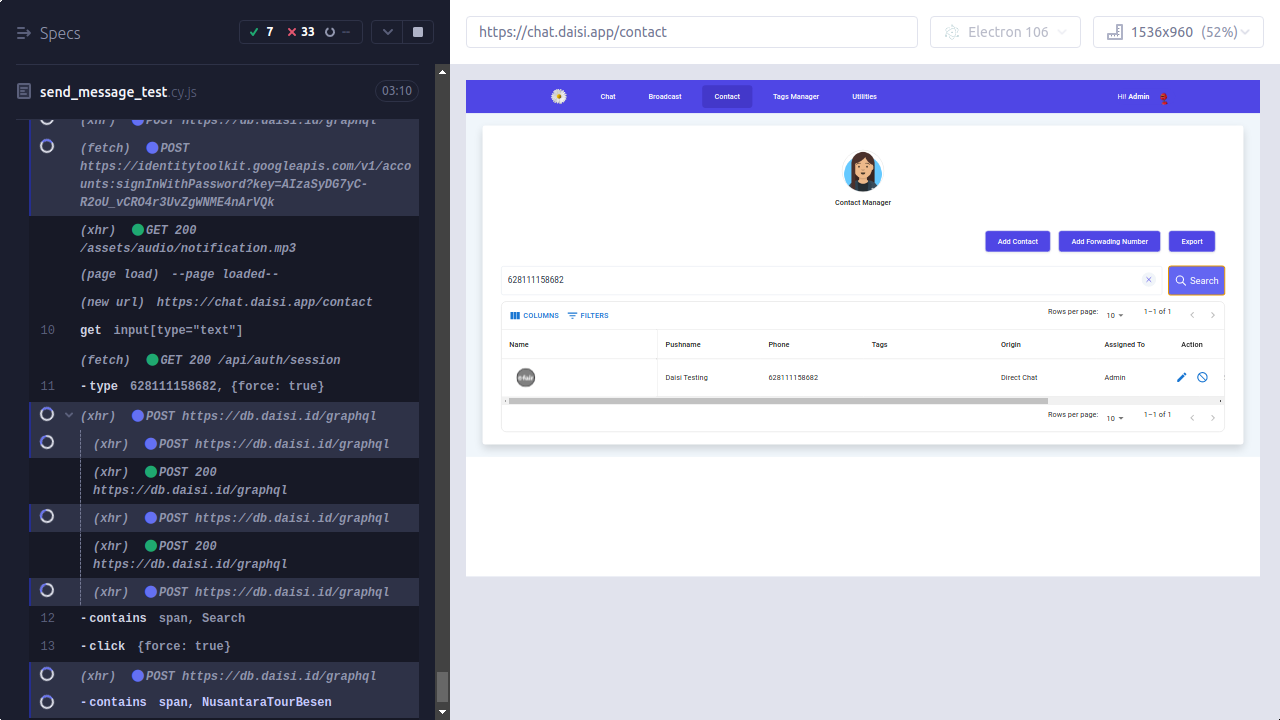 Specs
7
33
--
send_message_test.cy.js
03:10
(xhr) POST https://db.daisi.id/graphql
(fetch) POST
https://identitytoolkit.googleapis.com/v1/acco
unts:signInWithPassword?key=AIzaSyDG7yC-
R2oU_vCRO4r3UvZgWNME4nArVQk
(xhr) GET 200
/assets/audio/notification.mp3
(page load) --page loaded--
(new url) https://chat.daisi.app/contact
10 get input[type="text"]
(fetch) GET 200 /api/auth/session
11 -type 628111158682, {force: true}
(xhr) POST https://db.daisi.id/graphql
(xhr) POST https://db.daisi.id/graphql
(xhr) POST 200
https://db.daisi.id/graphql
(xhr) POST https://db.daisi.id/graphql
(xhr) POST 200
https://db.daisi.id/graphql
(xhr) POST https://db.daisi.id/graphql
12 -contains span, Search
13 -click {force: true}
(xhr) POST https://db.daisi.id/graphql
-contains span, NusantaraTourBesen
https://chat.daisi.app/contact
Electron 106
1536x960 (52%)
Chat Broadcast Contact Tags Manager Utilities
Hi! Admin
Contact Manager
Add Contact Add Forwading Number Export
628111158682
Search
COLUMNS FILTERS
Rows per page: 10 1–1 of 1
Name Pushname Phone Tags Origin Assigned To Action
Daisi Testing 628111158682 Direct Chat Admin
Rows per page: 10 1–1 of 1